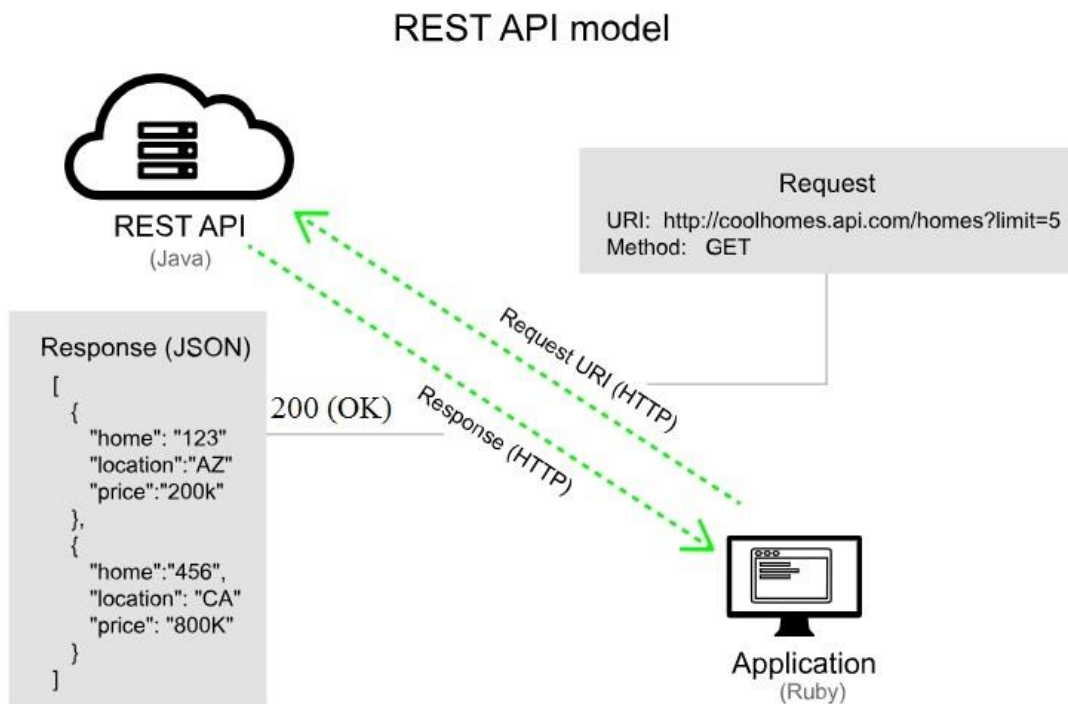 REST API model
REST API
(Java)
Request
URI: http://coolhomes.api.com/homes?limit=5
Method: GET
Request URI (HTTP)
Response (HTTP)
200 (OK)
Response (JSON)
[
{
"home": "123"
"location":"AZ"
"price":"200k"
},
{
"home":"456",
"location": "CA"
"price": "800K"
}
]
Application
(Ruby)